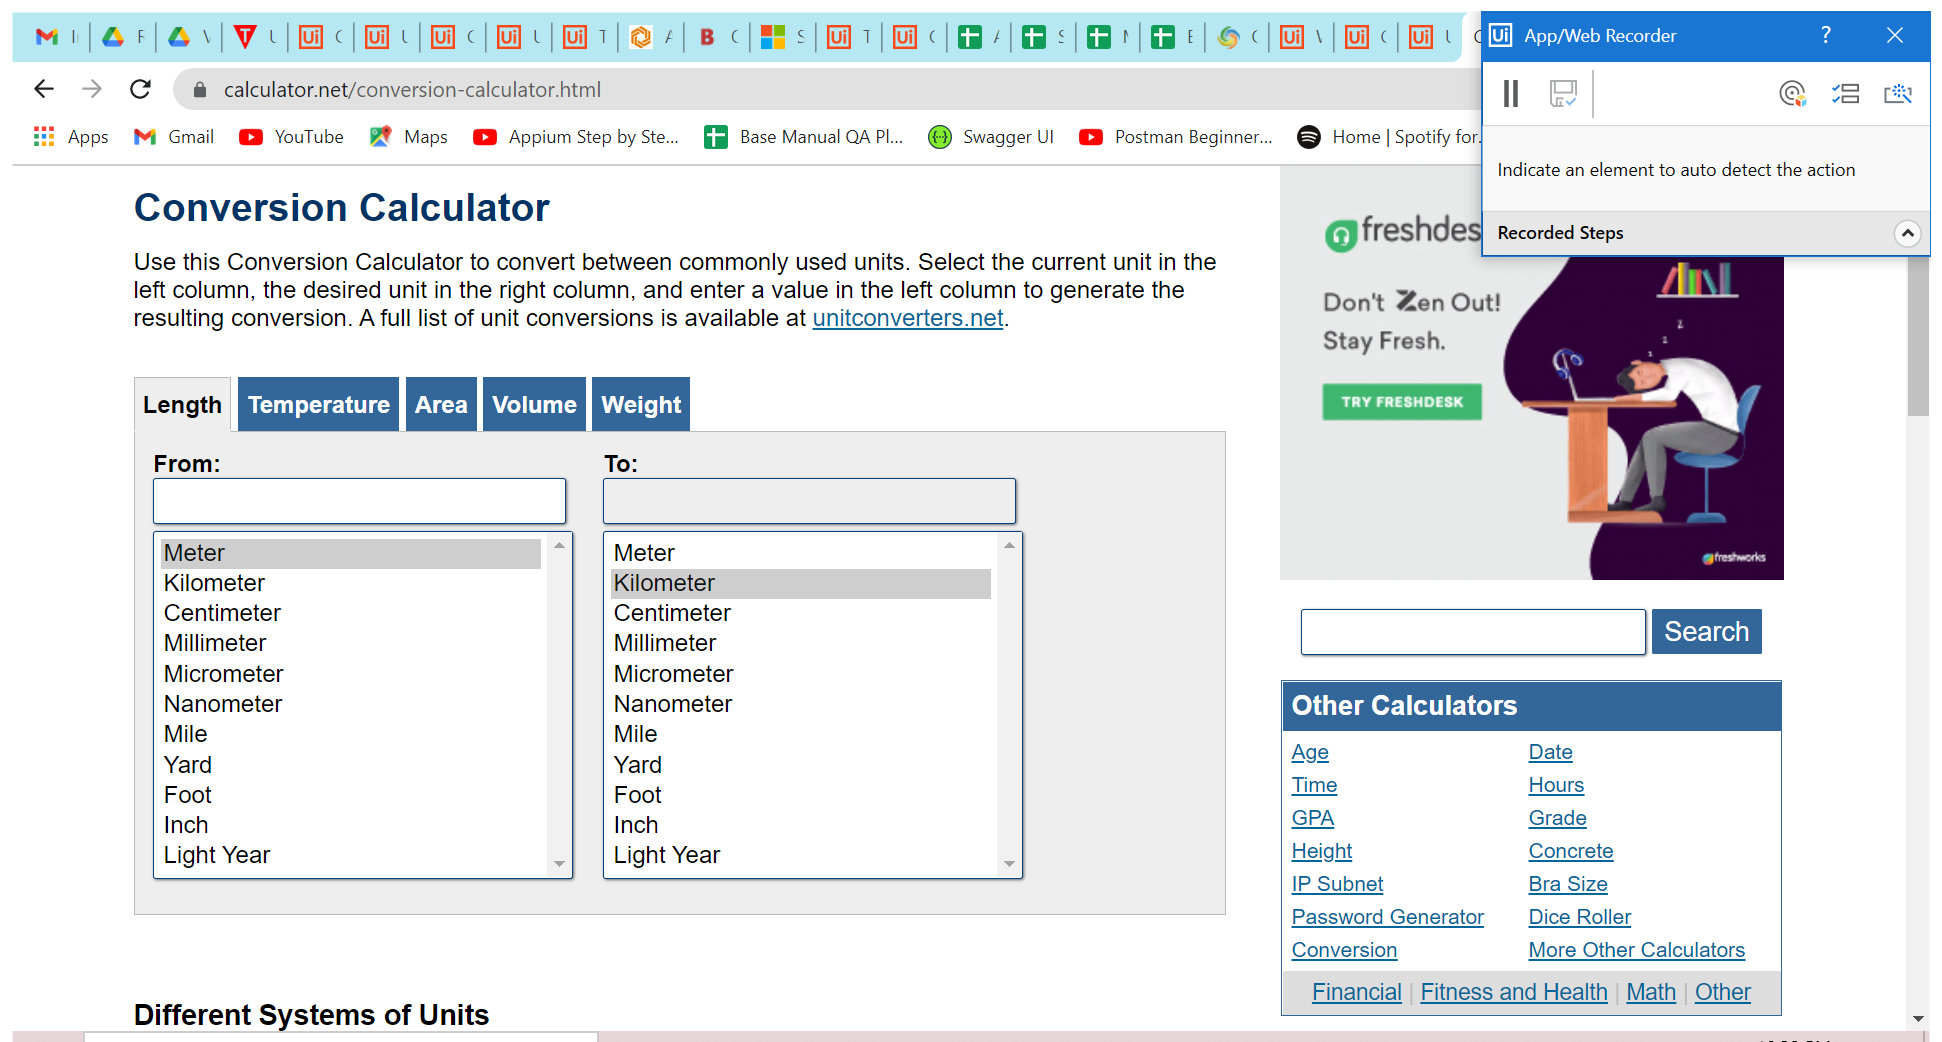 App/Web Recorder
?
calculator.net/conversion-calculator.html
Apps
Gmail
YouTube
Maps
Appium Step by Ste...
Base Manual QA Pl...
Swagger UI
Postman Beginner...
Home | Spotify for.
Indicate an element to auto detect the action
Recorded Steps
Conversion Calculator
Use this Conversion Calculator to convert between commonly used units. Select the current unit in the
left column, the desired unit in the right column, and enter a value in the left column to generate the
resulting conversion. A full list of unit conversions is available at unitconverters.net.
Length
Temperature
Area
Volume
Weight
From:
Meter
Kilometer
Centimeter
Millimeter
Micrometer
Nanometer
Mile
Yard
Foot
Inch
Light Year
To:
Meter
Kilometer
Centimeter
Millimeter
Micrometer
Nanometer
Mile
Yard
Foot
Inch
Light Year
Different Systems of Units
freshdes
Don't Zen Out!
Stay Fresh.
TRY FRESHDESK
freshworks
Search
Other Calculators
Age
Date
Time
Hours
GPA
Grade
Height
Concrete
IP Subnet
Bra Size
Password Generator
Dice Roller
Conversion
More Other Calculators
Financial | Fitness and Health | Math | Other